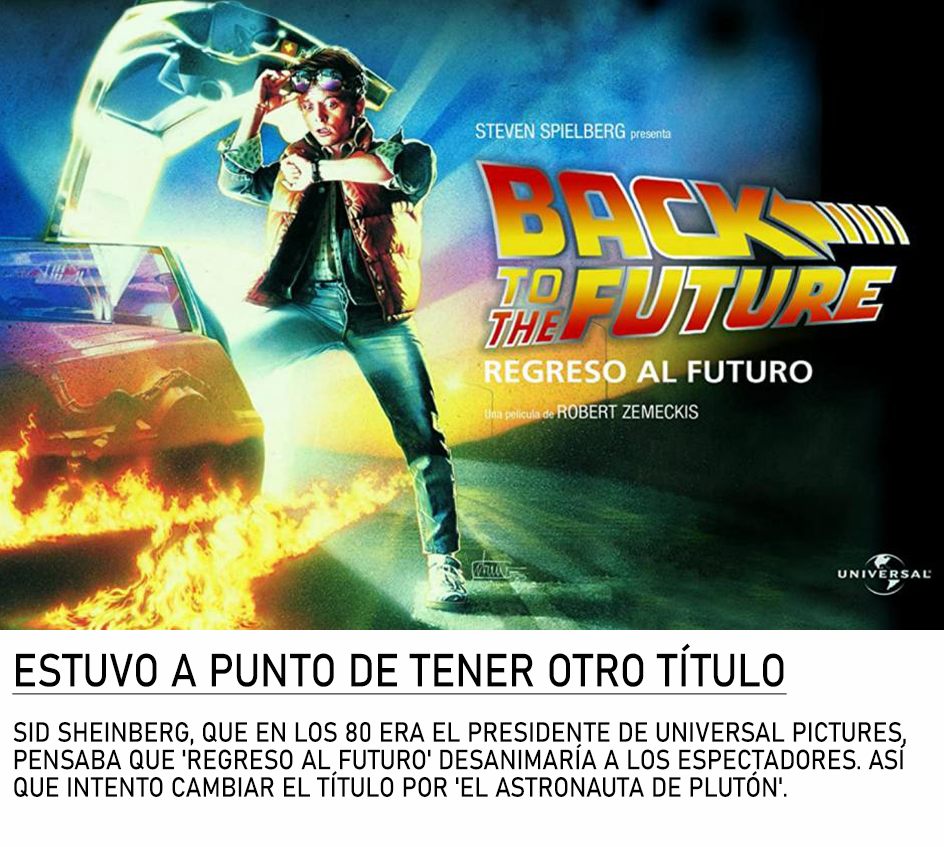 STEVEN SPIELBERG presenta
BACK
TO THE FUTURE
REGRESO AL FUTURO
Una película de ROBERT ZEMECKIS
UNIVERSAL
ESTUVO A PUNTO DE TENER OTRO TÍTULO
SID SHEINBERG, QUE EN LOS 80 ERA EL PRESIDENTE DE UNIVERSAL PICTURES,
PENSABA QUE 'REGRESO AL FUTURO' DESANIMARÍA A LOS ESPECTADORES. ASÍ
QUE INTENTO CAMBIAR EL TÍTULO POR 'EL ASTRONAUTA DE PLUTÓN'.